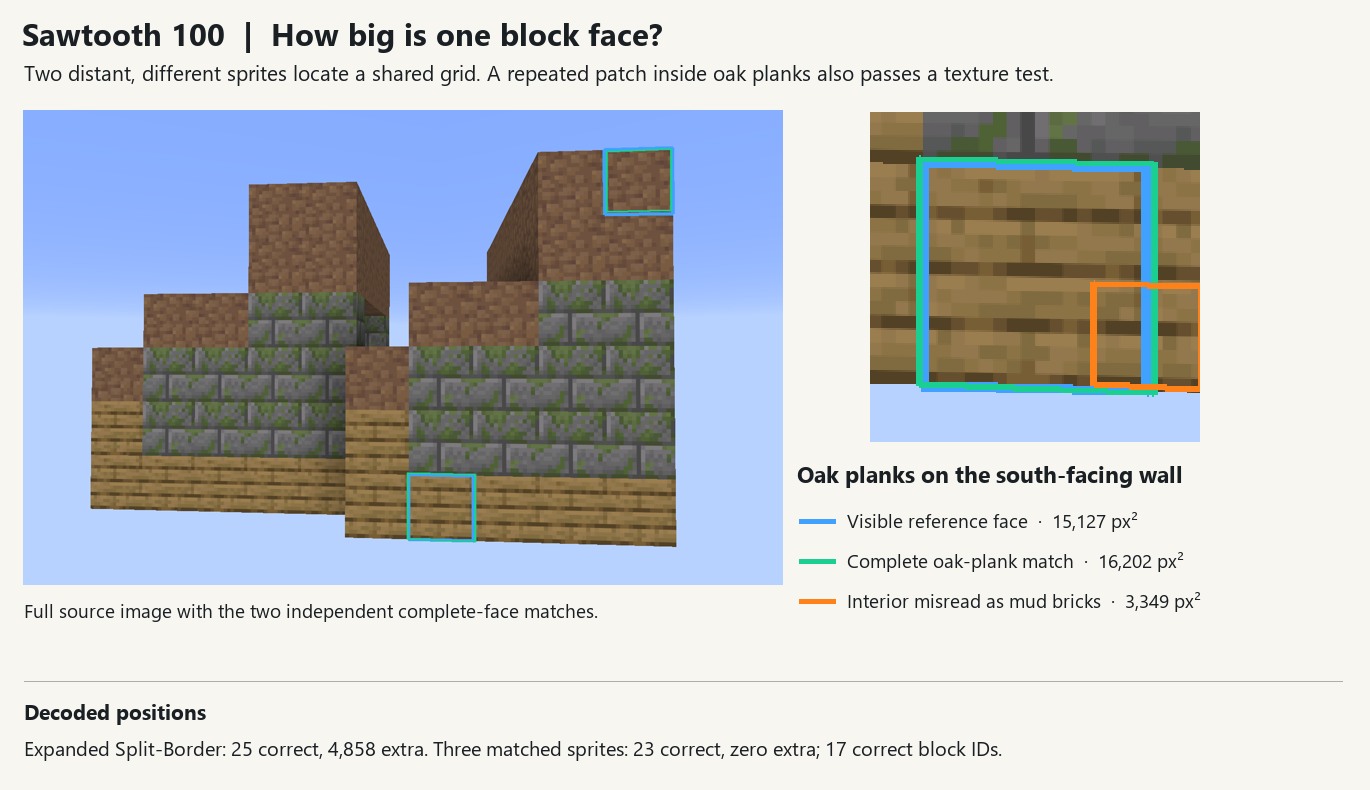 Sawtooth 100 | How big is one block face?
Two distant, different sprites locate a shared grid. A repeated patch inside oak planks also passes a texture test.
Full source image with the two independent complete-face matches.
Oak planks on the south-facing wall
Visible reference face · 15,127 px²
Complete oak-plank match · 16,202 px²
Interior misread as mud bricks · 3,349 px²
Decoded positions
Expanded Split-Border: 25 correct, 4,858 extra. Three matched sprites: 23 correct, zero extra; 17 correct block IDs.